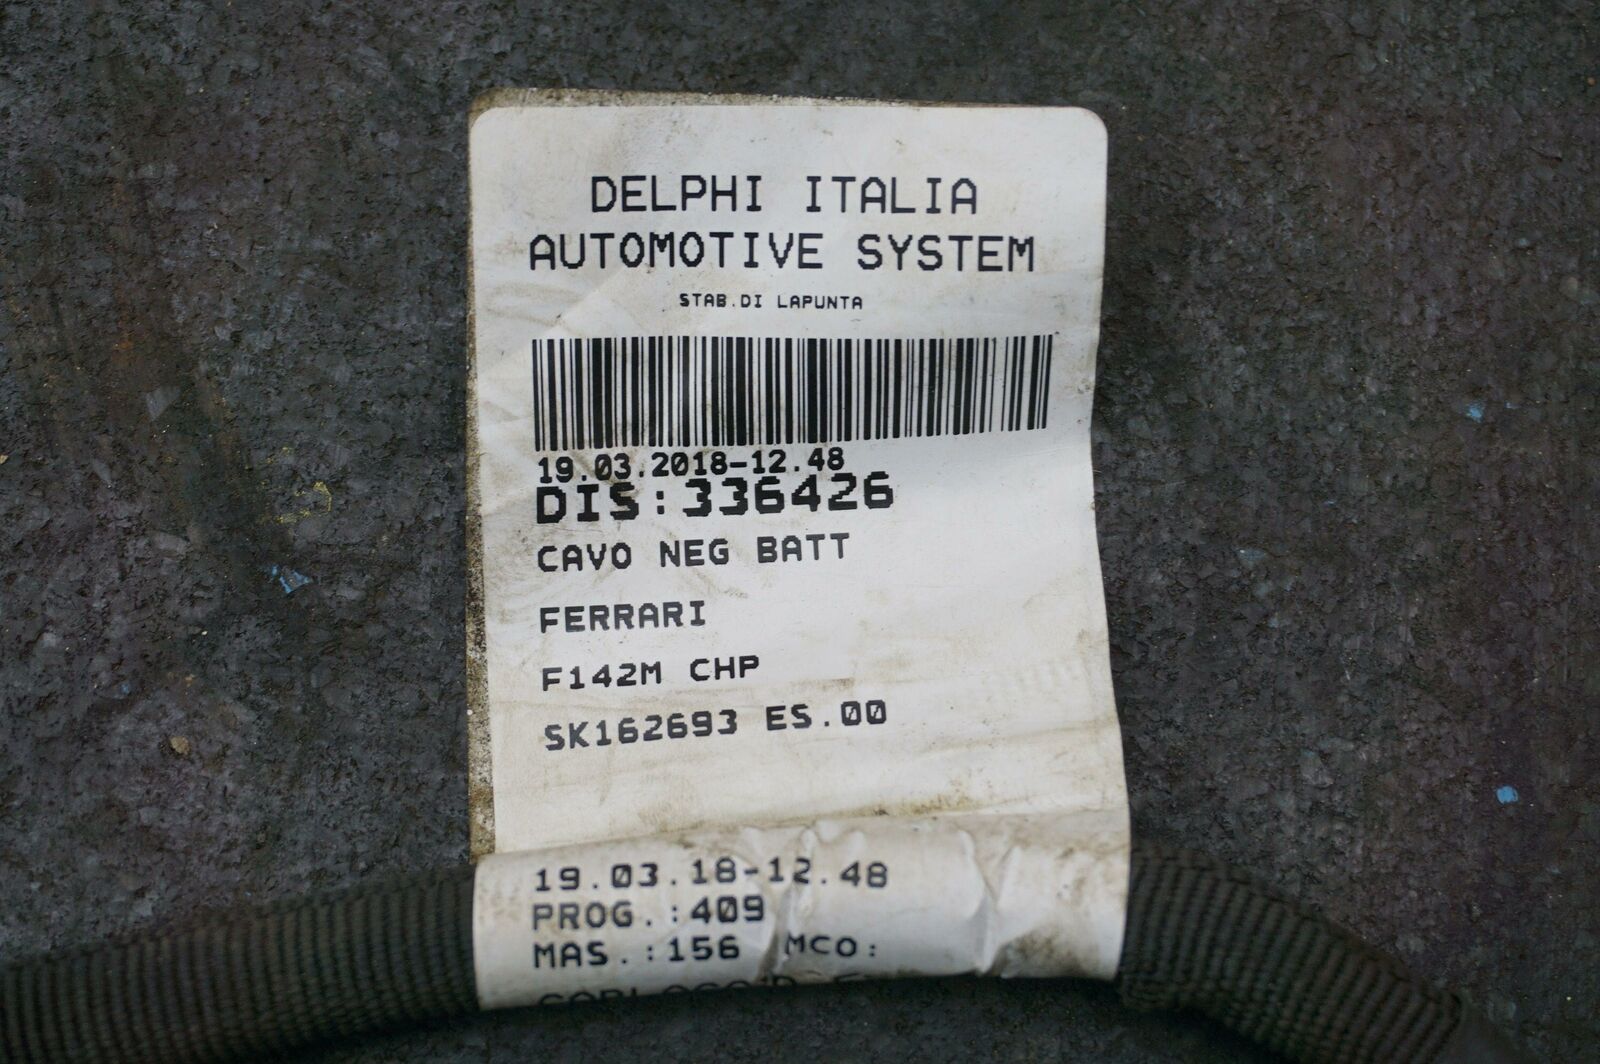 DELPHI ITALIA
AUTOMOTIVE SYSTEM
STAB.DI LAPUNTA
19.03.2018-12.48
DIS:336426
CAVO NEG BATT
FERRARI
F142M CHP
SK162693 ES.00
19.03.18-12.48
PROG.:409
MAS.:156 MCO: